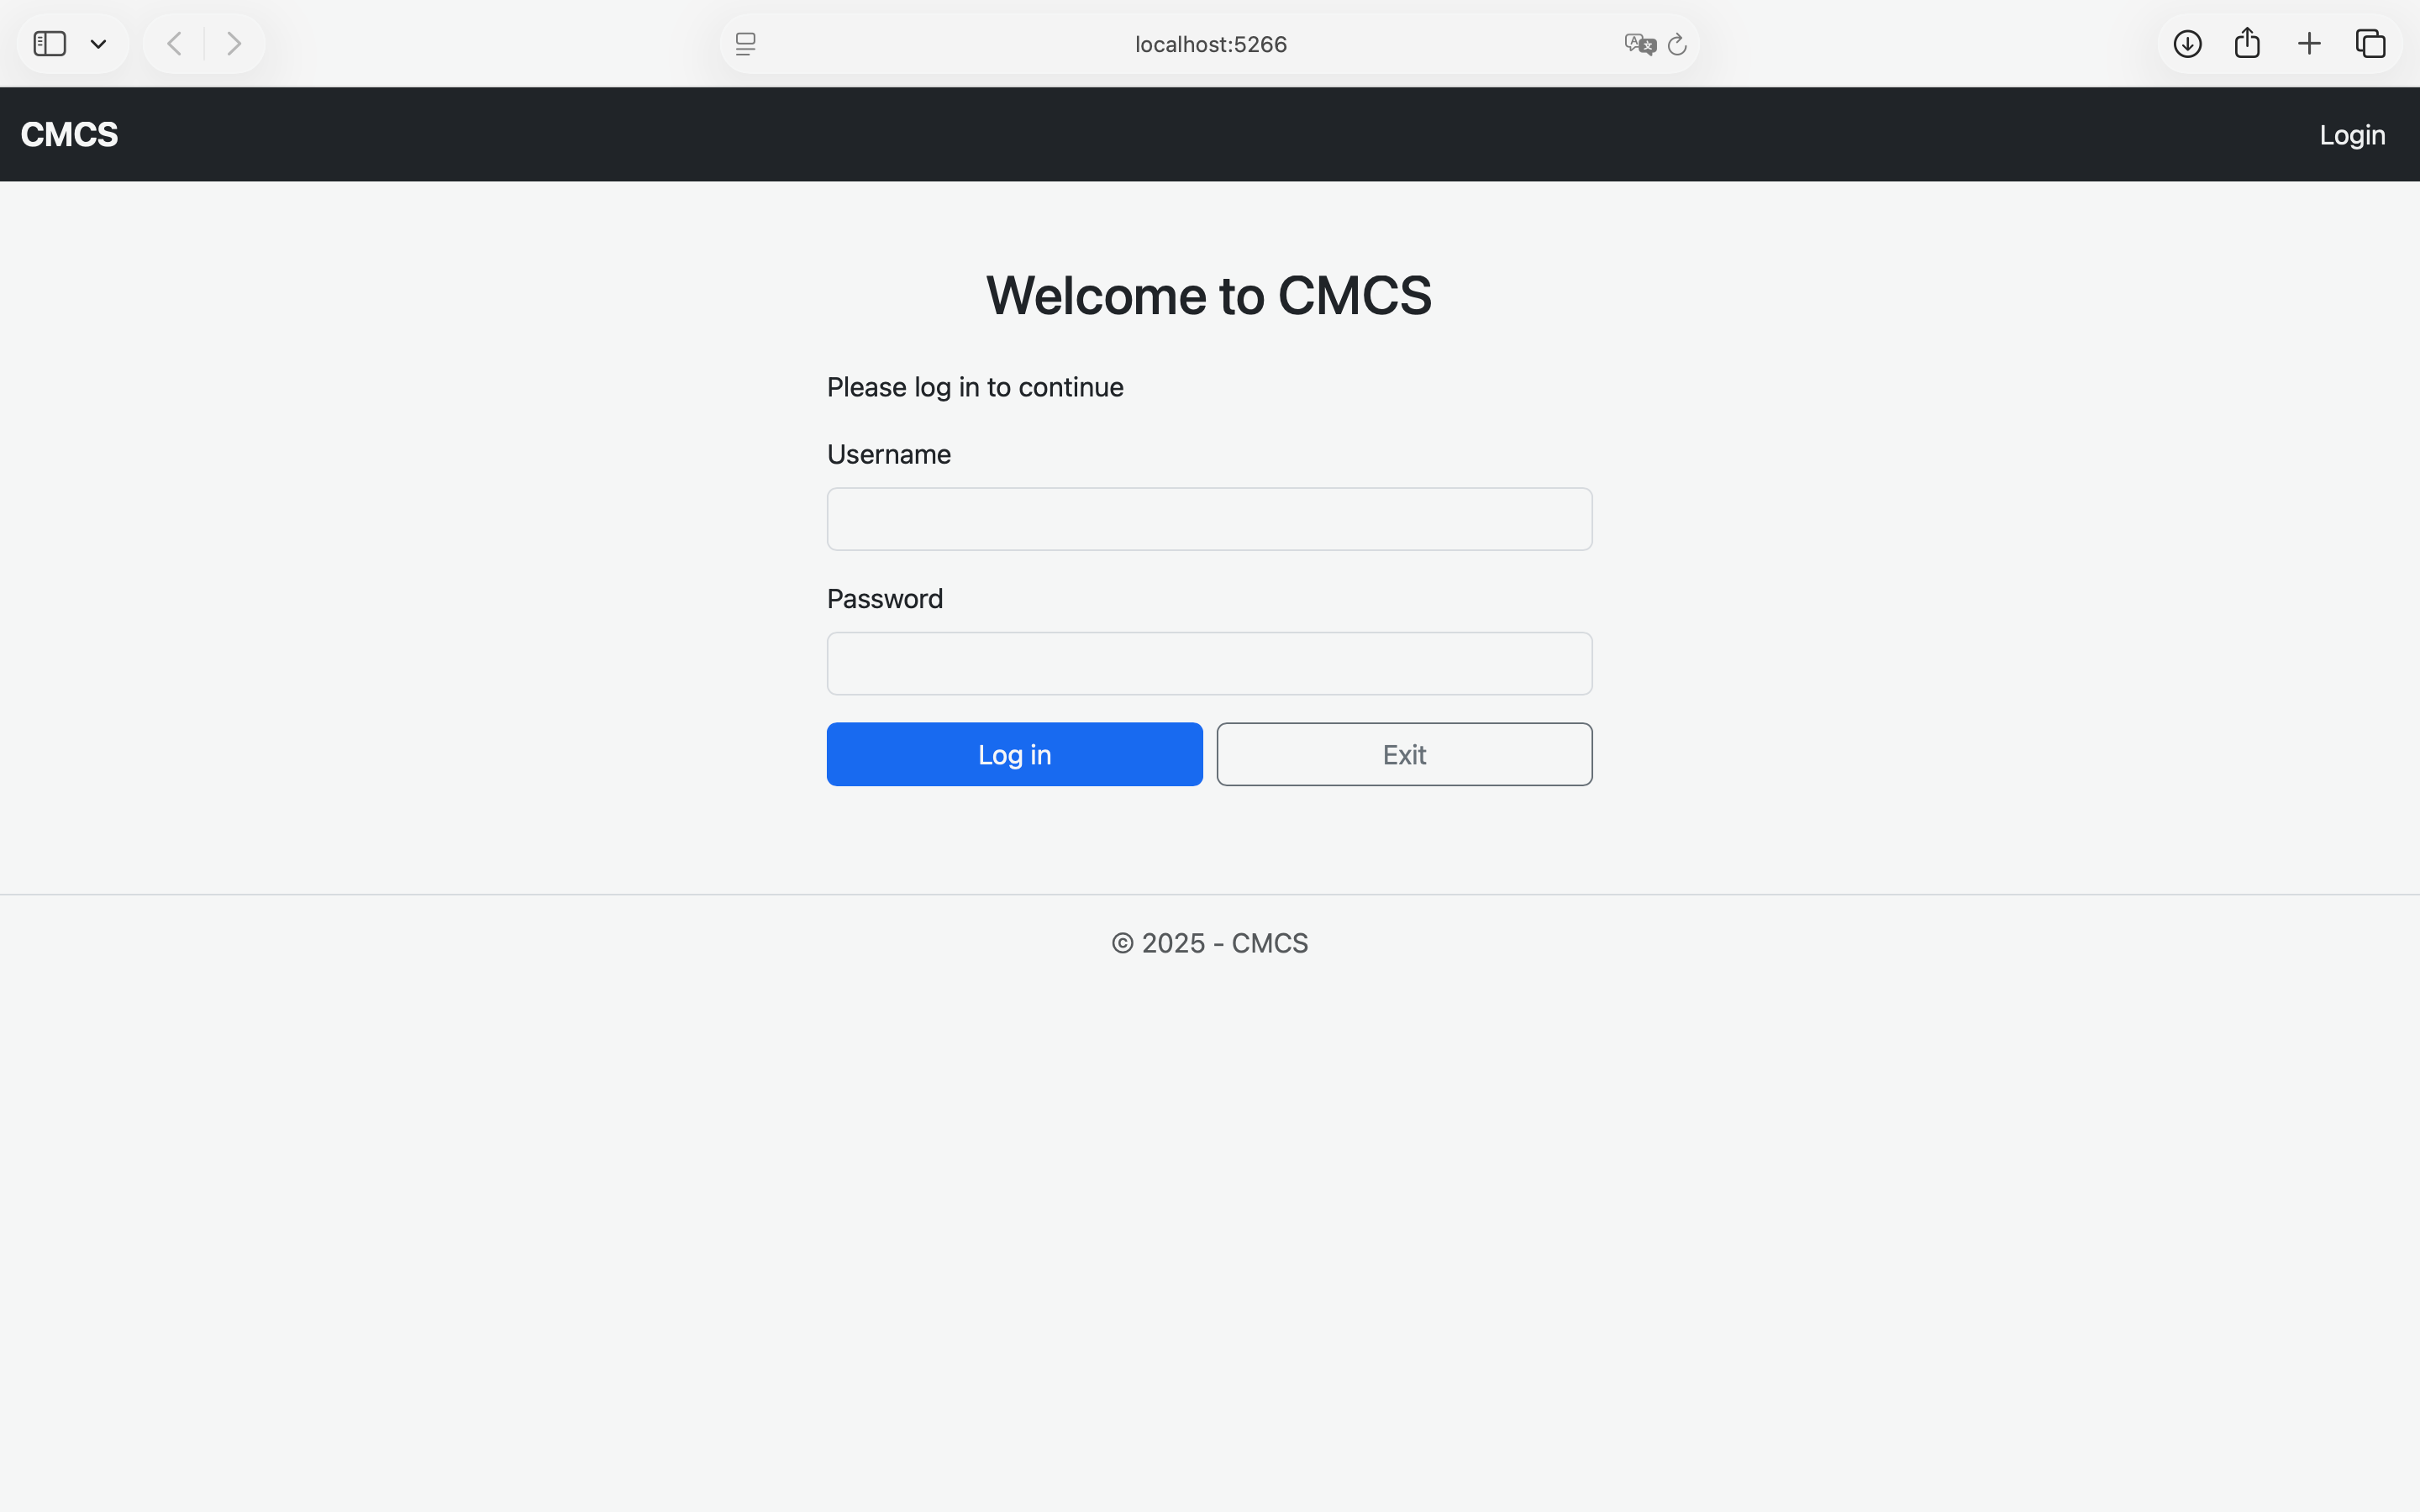 localhost:5266
CMCS
Login
Welcome to CMCS
Please log in to continue
Username
Password
Log in
Exit
© 2025 - CMCS